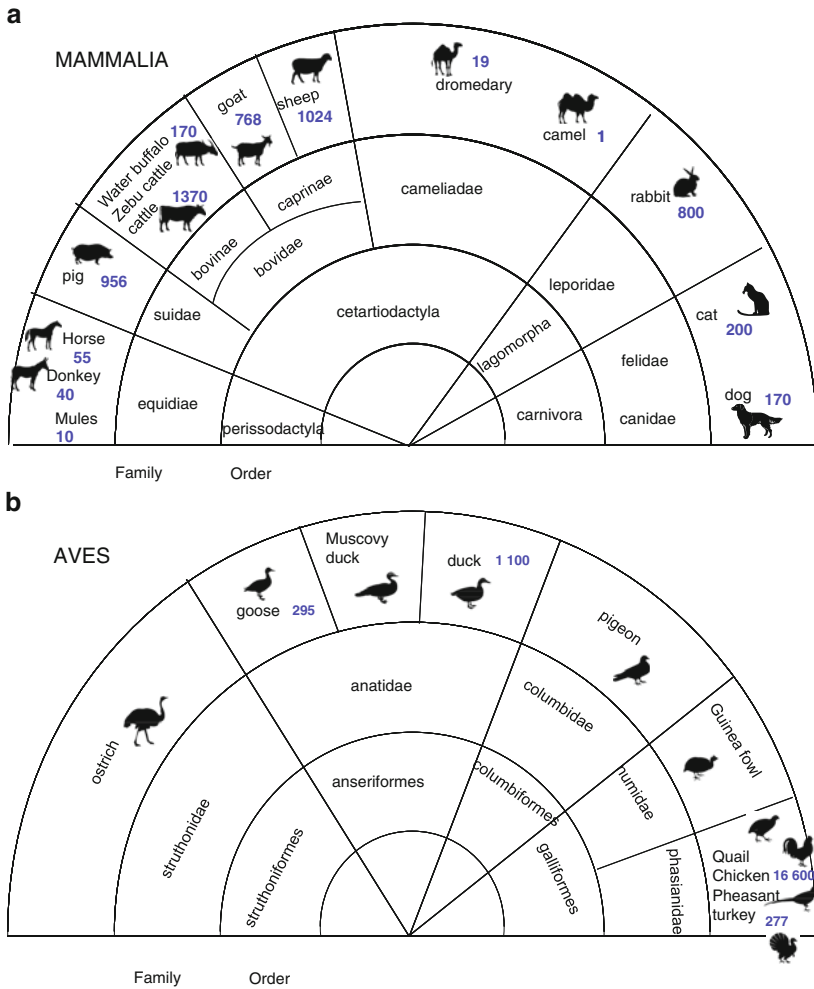 a
MAMMALIA
goat
768
sheep
1024
19
dromedary
camel 1
Water buffalo
170
Zebu cattle
cattle
1370
rabbit
800
pig 956
caprinae
cameliadae
bovinae
bovidae
leporidae
cat
200
suidae
cetartiodactyla
lagomorpha
felidae
Horse
55
Donkey
40
Mules
10
equidiae
perissodactyla
carnivora
canidae
dog 170
Family Order
b
AVES
Muscovy
duck
duck 1 100
goose 295
pigeon
ostrich
anatidae
columbidae
Guinea fowl
struthonidae
anseriformes
columbiformes
numidae
struthoniformes
galliformes
phasianidae
Quail
Chicken 16 600
Pheasant
turkey 277
Family Order